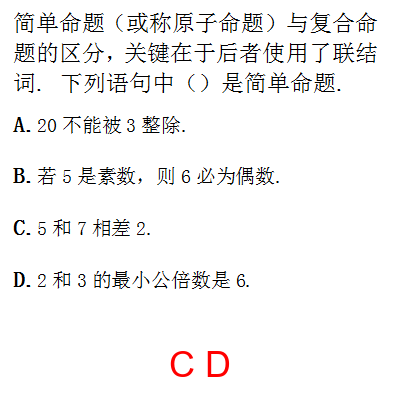 简单命题（或称原子命题）与复合命
题的区分，关键在于后者使用了联结
词. 下列语句中（）是简单命题.
A. 20 不能被 3 整除.
B. 若 5 是素数，则 6 必为偶数.
C. 5 和 7 相差 2.
D. 2 和 3 的最小公倍数是 6.
C D